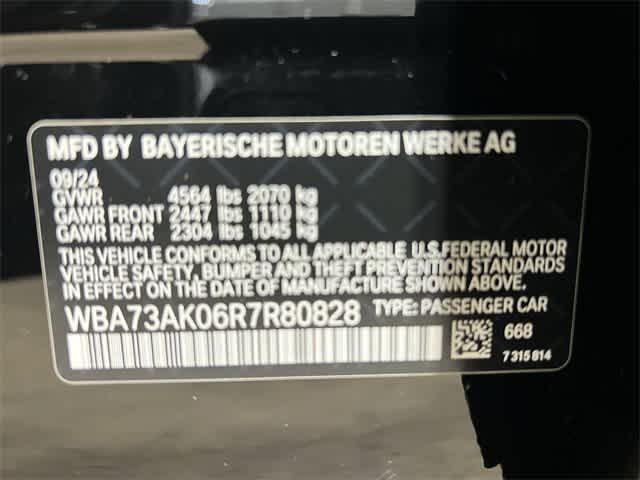 MFD BY BAYERISCHE MOTOREN WERKE AG
09/24
GVWR 4564 lbs 2070 kg
GAWR FRONT 2447 lbs 1110 kg
GAWR REAR 2304 lbs 1045 kg
THIS VEHICLE CONFORMS TO ALL APPLICABLE U.S.FEDERAL MOTOR
VEHICLE SAFETY, BUMPER AND THEFT PREVENTION STANDARDS
IN EFFECT ON THE DATE OF MANUFACTURE SHOWN ABOVE.
WBA73AK06R7R80828 TYPE: PASSENGER CAR
668
7 315 814